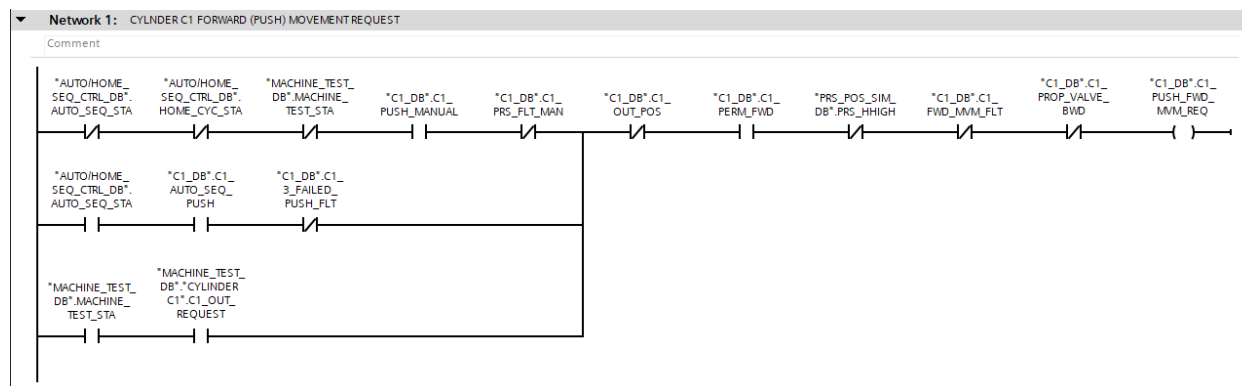 Network 1: CYLNDER C1 FORWARD (PUSH) MOVEMENT REQUEST
Comment
"AUTO/HOME_
SEQ_CTRL_DB".
AUTO_SEQ_STA
"AUTO/HOME_
SEQ_CTRL_DB".
HOME_CYC_STA
"MACHINE_TEST_
DB".MACHINE_
TEST_STA
"C1_DB".C1_
PUSH_MANUAL
"C1_DB".C1_
PRS_FLT_MAN
"C1_DB".C1_
OUT_POS
"C1_DB".C1_
PERM_FWD
"PRS_POS_SIM_
DB".PRS_HHIGH
"C1_DB".C1_
FWD_MVM_FLT
"C1_DB".C1_
PROP_VALVE_
BWD
"C1_DB".C1_
PUSH_FWD_
MVM_REQ
"AUTO/HOME_
SEQ_CTRL_DB".
AUTO_SEQ_STA
"C1_DB".C1_
AUTO_SEQ_
PUSH
"C1_DB".C1_
3_FAILED_
PUSH_FLT
"MACHINE_TEST_
DB".MACHINE_
TEST_STA
"MACHINE_TEST_
DB"."CYLINDER
C1".C1_OUT_
REQUEST